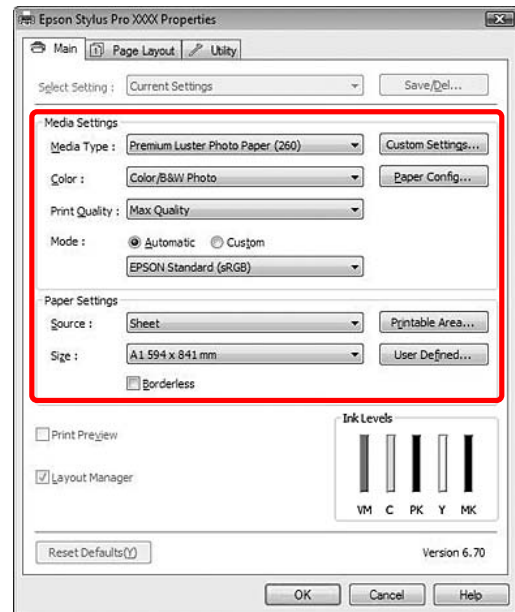 Epson Stylus Pro XXXX Properties
Main Page Layout Utility
Select Setting : Current Settings Save/Del...
Media Settings
Media Type : Premium Luster Photo Paper (260) Custom Settings...
Color : Color/B&W Photo Paper Config...
Print Quality : Max Quality
Mode : Automatic Custom
EPSON Standard (sRGB)
Paper Settings
Source : Sheet Printable Area...
Size : A1 594 x 841 mm User Defined...
Borderless
Ink Levels
Print Preview
Layout Manager
VM C PK Y MK
Reset Defaults(Y) Version 6.70
OK Cancel Help